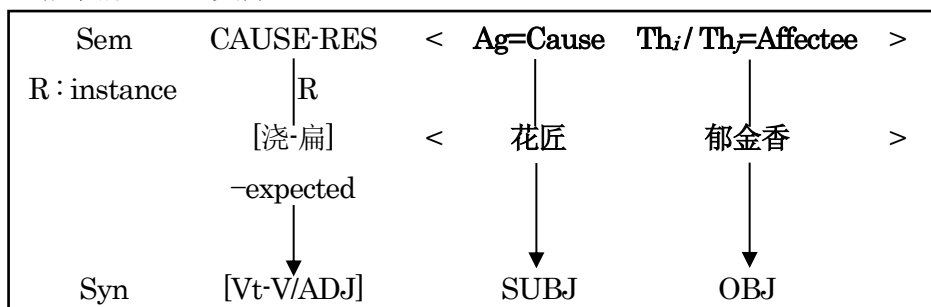 Sem CAUSE-RES < Ag=Cause Thi / Thj=Affectee >
R : instance R
[浇-扁] < 花匠 郁金香 >
−expected
Syn [Vt-V/ADJ] SUBJ OBJ